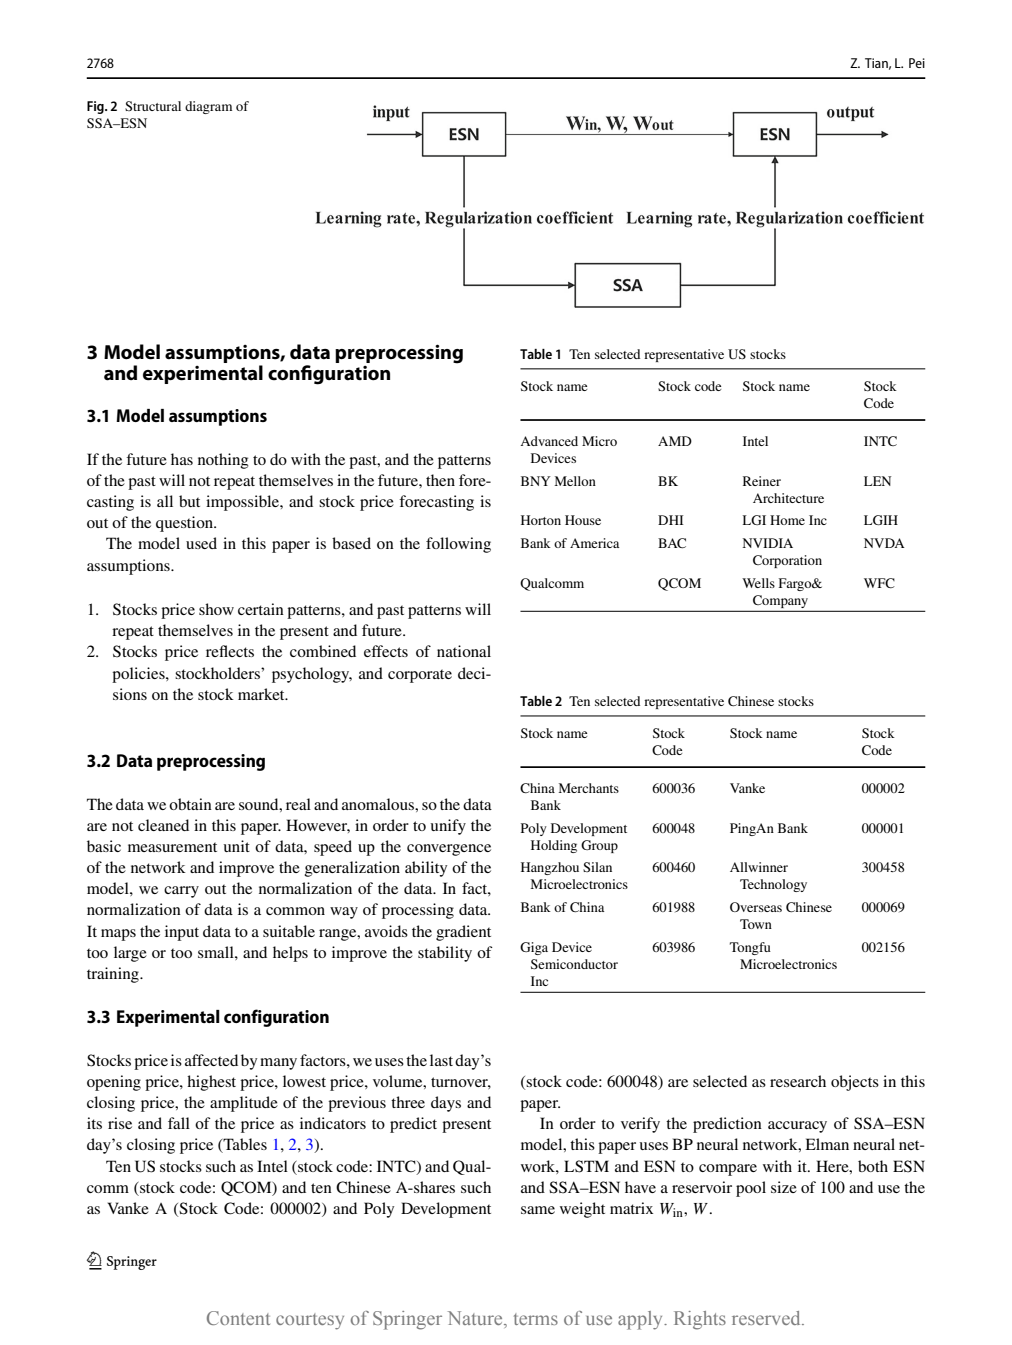 2768
Z. Tian, L. Pei
Fig. 2 Structural diagram of
SSA–ESN
input
ESN
Win, W, Wout
ESN
output
Learning rate, Regularization coefficient
Learning rate, Regularization coefficient
SSA
3 Model assumptions, data preprocessing
and experimental configuration
3.1 Model assumptions
If the future has nothing to do with the past, and the patterns
of the past will not repeat themselves in the future, then fore-
casting is all but impossible, and stock price forecasting is
out of the question.
The model used in this paper is based on the following
assumptions.
1. Stocks price show certain patterns, and past patterns will
repeat themselves in the present and future.
2. Stocks price reflects the combined effects of national
policies, stockholders’ psychology, and corporate deci-
sions on the stock market.
3.2 Data preprocessing
The data we obtain are sound, real and anomalous, so the data
are not cleaned in this paper. However, in order to unify the
basic measurement unit of data, speed up the convergence
of the network and improve the generalization ability of the
model, we carry out the normalization of the data. In fact,
normalization of data is a common way of processing data.
It maps the input data to a suitable range, avoids the gradient
too large or too small, and helps to improve the stability of
training.
3.3 Experimental configuration
Stocks price is affected by many factors, we uses the last day’s
opening price, highest price, lowest price, volume, turnover,
closing price, the amplitude of the previous three days and
its rise and fall of the price as indicators to predict present
day’s closing price (Tables 1, 2, 3).
Ten US stocks such as Intel (stock code: INTC) and Qual-
comm (stock code: QCOM) and ten Chinese A-shares such
as Vanke A (Stock Code: 000002) and Poly Development
Table 1 Ten selected representative US stocks
Stock name Stock code Stock name Stock
Code
Advanced Micro AMD Intel INTC
Devices
BNY Mellon BK Reiner LEN
Architecture
Horton House DHI LGI Home Inc LGIH
Bank of America BAC NVIDIA NVDA
Corporation
Qualcomm QCOM Wells Fargo& WFC
Company
Table 2 Ten selected representative Chinese stocks
Stock name Stock Stock name Stock
Code Code
China Merchants 600036 Vanke 000002
Bank
Poly Development 600048 PingAn Bank 000001
Holding Group
Hangzhou Silan 600460 Allwinner 300458
Microelectronics Technology
Bank of China 601988 Overseas Chinese 000069
Town
Giga Device 603986 Tongfu 002156
Semiconductor Microelectronics
Inc
(stock code: 600048) are selected as research objects in this
paper.
In order to verify the prediction accuracy of SSA–ESN
model, this paper uses BP neural network, Elman neural net-
work, LSTM and ESN to compare with it. Here, both ESN
and SSA–ESN have a reservoir pool size of 100 and use the
same weight matrix Win, W.
Springer
Content courtesy of Springer Nature, terms of use apply. Rights reserved.